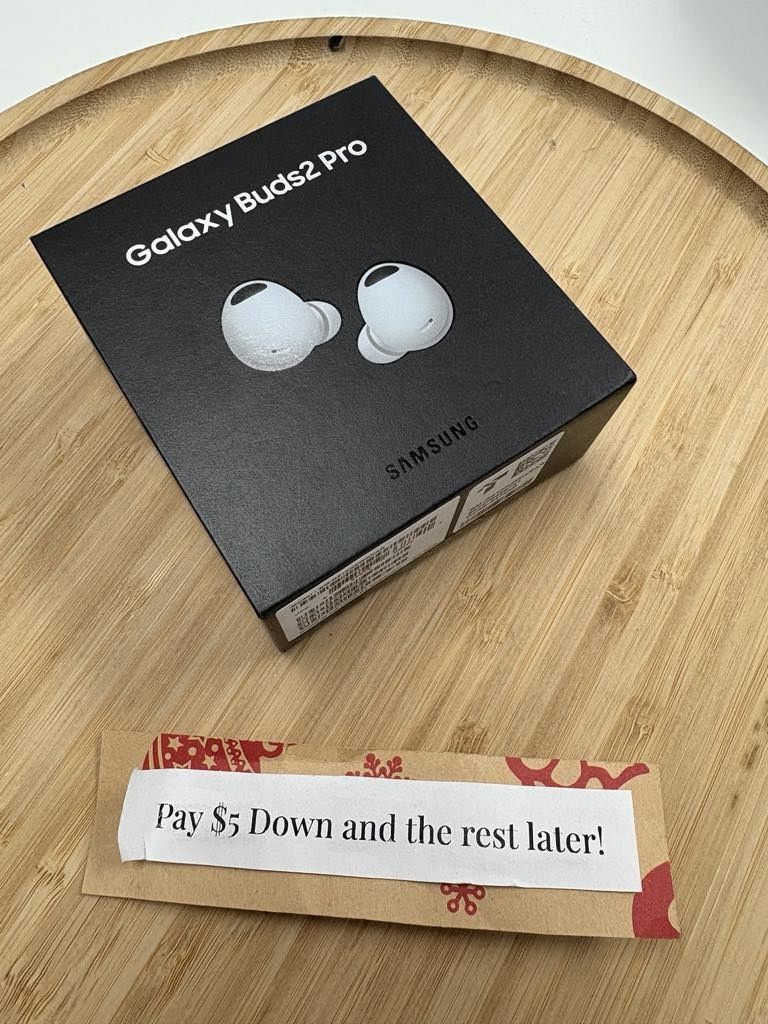 Galaxy Buds2 Pro
SAMSUNG
Pay $5 Down and the rest later!